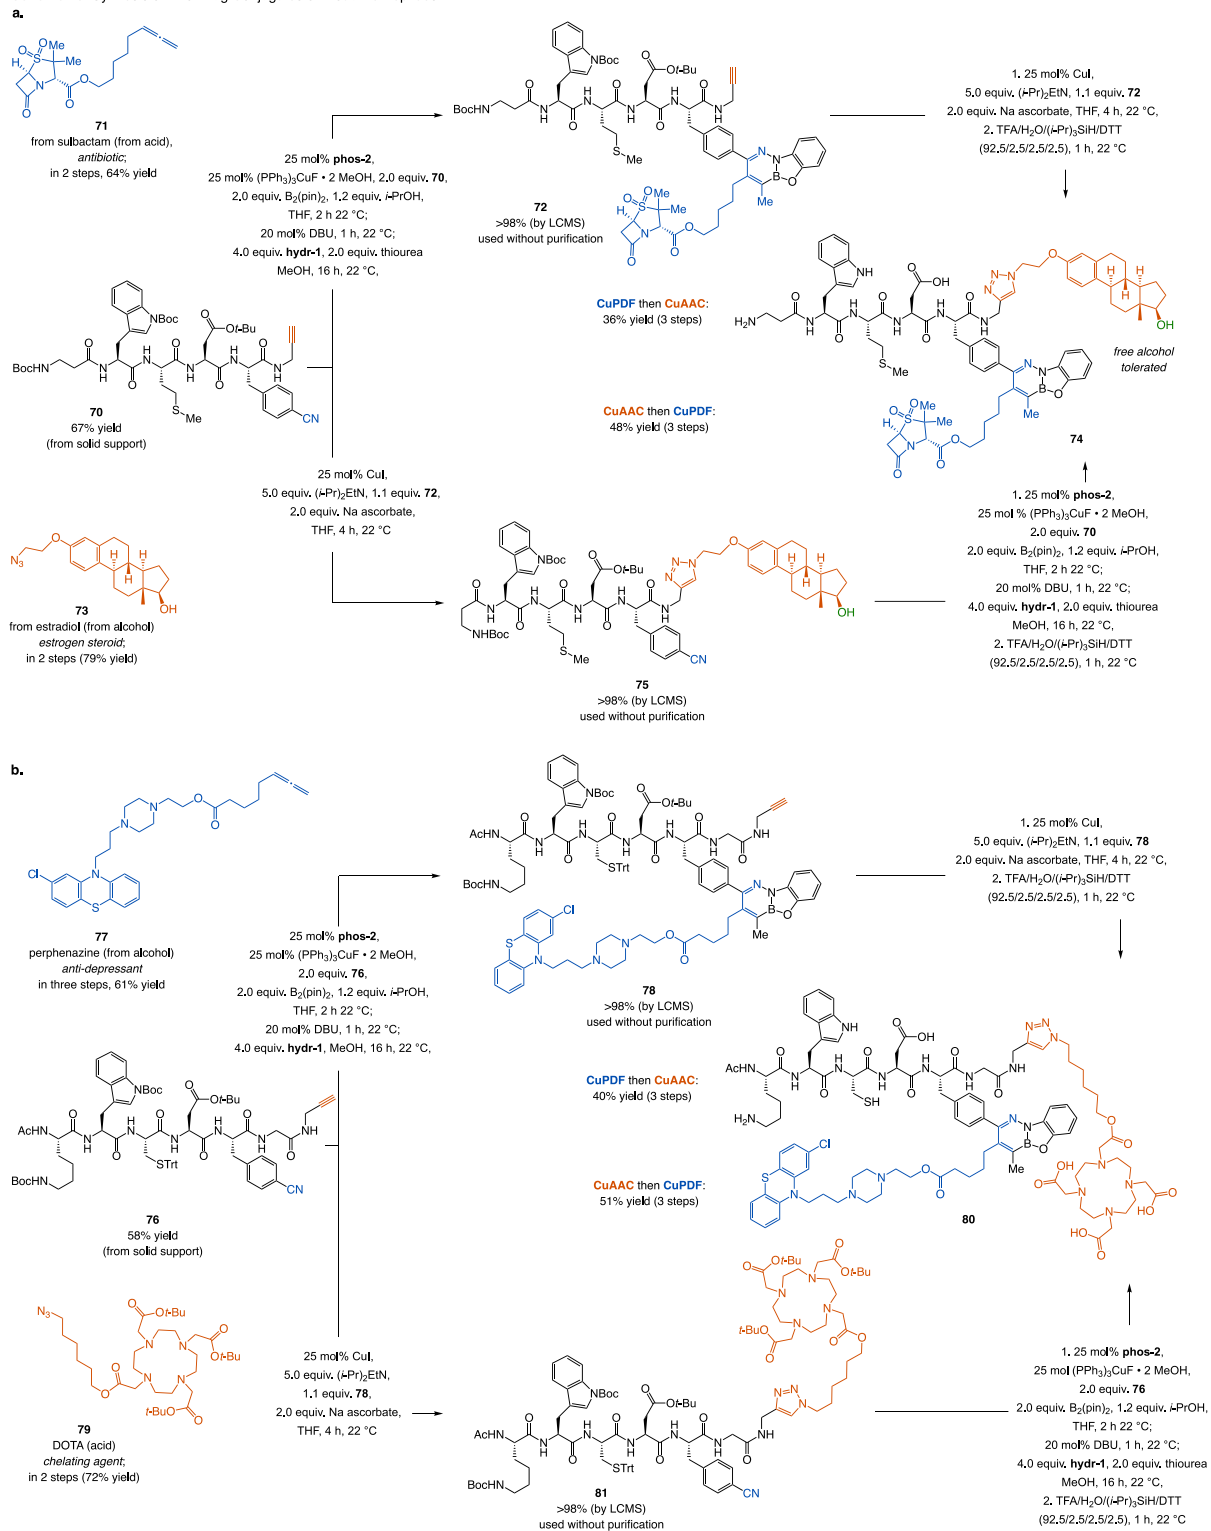 a.
71
from sulbactam (from acid),
antibiotic;
in 2 steps, 64% yield
25 mol% phos-2,
25 mol% (PPh3)3CuF • 2 MeOH, 2.0 equiv. 70,
2.0 equiv. B2(pin)2, 1.2 equiv. i-PrOH,
THF, 2 h 22 °C;
20 mol% DBU, 1 h, 22 °C;
4.0 equiv. hydr-1, 2.0 equiv. thiourea
MeOH, 16 h, 22 °C,
72
>98% (by LCMS)
used without purification
1. 25 mol% CuI,
5.0 equiv. (i-Pr)2EtN, 1.1 equiv. 72
2.0 equiv. Na ascorbate, THF, 4 h, 22 °C,
2. TFA/H2O/(i-Pr)3SiH/DTT
(92.5/2.5/2.5/2.5), 1 h, 22 °C
70
67% yield
(from solid support)
CuPDF then CuAAC:
36% yield (3 steps)
CuAAC then CuPDF:
48% yield (3 steps)
free alcohol
tolerated
74
25 mol% CuI,
5.0 equiv. (i-Pr)2EtN, 1.1 equiv. 72,
2.0 equiv. Na ascorbate,
THF, 4 h, 22 °C
73
from estradiol (from alcohol)
estrogen steroid;
in 2 steps (79% yield)
75
>98% (by LCMS)
used without purification
1. 25 mol% phos-2,
25 mol % (PPh3)3CuF • 2 MeOH,
2.0 equiv. 70
2.0 equiv. B2(pin)2, 1.2 equiv. i-PrOH,
THF, 2 h 22 °C;
20 mol% DBU, 1 h, 22 °C;
4.0 equiv. hydr-1, 2.0 equiv. thiourea
MeOH, 16 h, 22 °C,
2. TFA/H2O/(i-Pr)3SiH/DTT
(92.5/2.5/2.5/2.5), 1 h, 22 °C
b.
77
perphenazine (from alcohol)
anti-depressant
in three steps, 61% yield
25 mol% phos-2,
25 mol% (PPh3)3CuF • 2 MeOH,
2.0 equiv. 76,
2.0 equiv. B2(pin)2, 1.2 equiv. i-PrOH,
THF, 2 h 22 °C;
20 mol% DBU, 1 h, 22 °C;
4.0 equiv. hydr-1, MeOH, 16 h, 22 °C,
78
>98% (by LCMS)
used without purification
1. 25 mol% CuI,
5.0 equiv. (i-Pr)2EtN, 1.1 equiv. 78
2.0 equiv. Na ascorbate, THF, 4 h, 22 °C,
2. TFA/H2O/(i-Pr)3SiH/DTT
(92.5/2.5/2.5/2.5), 1 h, 22 °C
76
58% yield
(from solid support)
CuPDF then CuAAC:
40% yield (3 steps)
CuAAC then CuPDF:
51% yield (3 steps)
80
79
DOTA (acid)
chelating agent;
in 2 steps (72% yield)
25 mol% CuI,
5.0 equiv. (i-Pr)2EtN,
1.1 equiv. 78,
2.0 equiv. Na ascorbate,
THF, 4 h, 22 °C
81
>98% (by LCMS)
used without purification
1. 25 mol% phos-2,
25 mol (PPh3)3CuF • 2 MeOH,
2.0 equiv. 76
2.0 equiv. B2(pin)2, 1.2 equiv. i-PrOH,
THF, 2 h 22 °C;
20 mol% DBU, 1 h, 22 °C;
4.0 equiv. hydr-1, 2.0 equiv. thiourea
MeOH, 16 h, 22 °C,
2. TFA/H2O/(i-Pr)3SiH/DTT
(92.5/2.5/2.5/2.5), 1 h, 22 °C